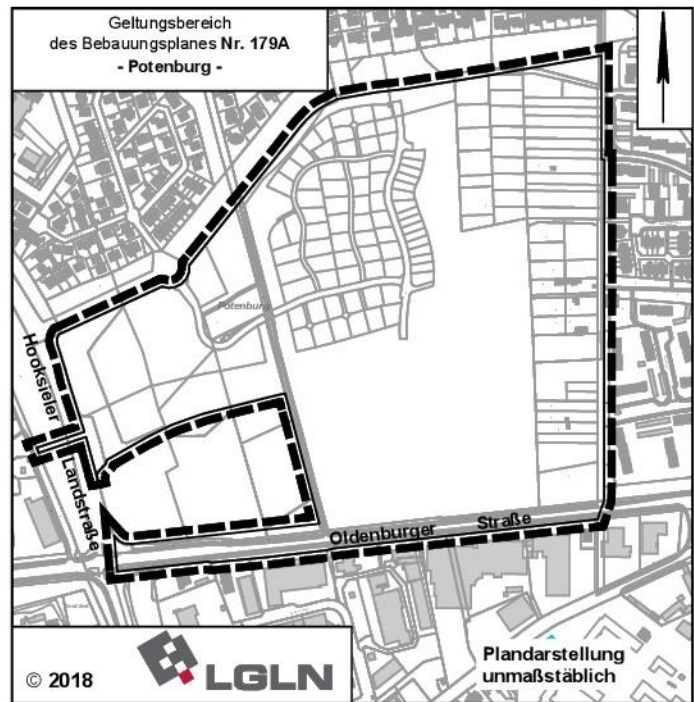 Geltungsbereich
des Bebauungsplanes Nr. 179A
- Potenburg -
Potenburg
Hooksieler
Landstraße
Oldenburger Straße
© 2018
LGLN
Plandarstellung
unmaßstäblich